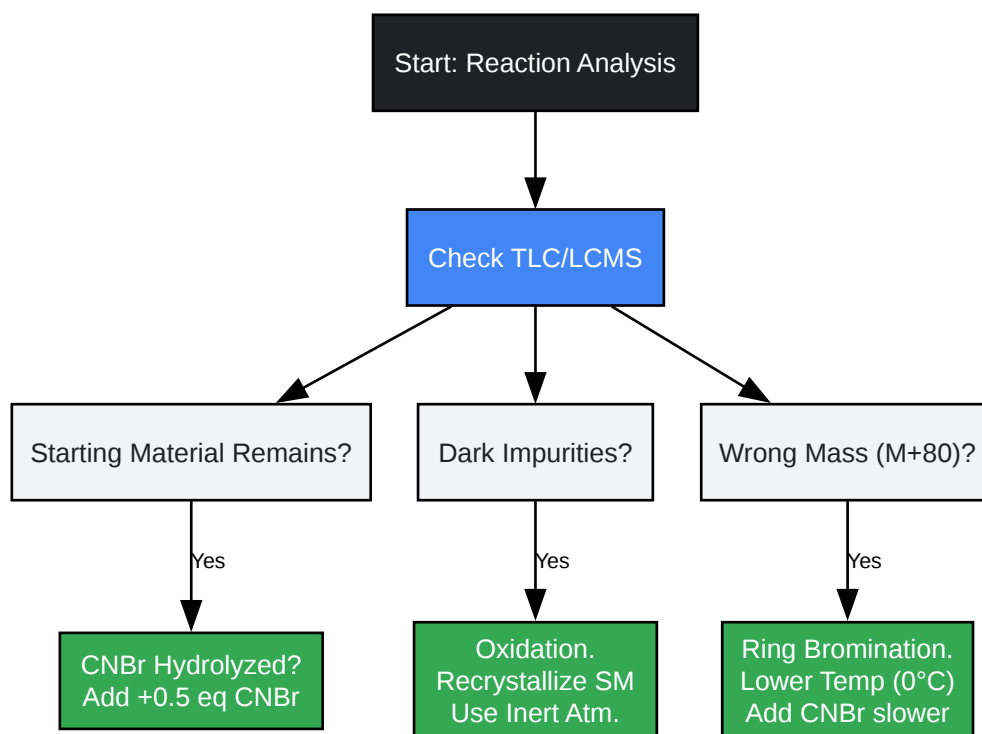 Start: Reaction Analysis
Check TLC/LCMS
Starting Material Remains?
Dark Impurities?
Wrong Mass (M+80)?
Yes
Yes
Yes
CNBr Hydrolyzed?
Add +0.5 eq CNBr
Oxidation.
Recrystallize SM
Use Inert Atm.
Ring Bromination.
Lower Temp (0°C)
Add CNBr slower